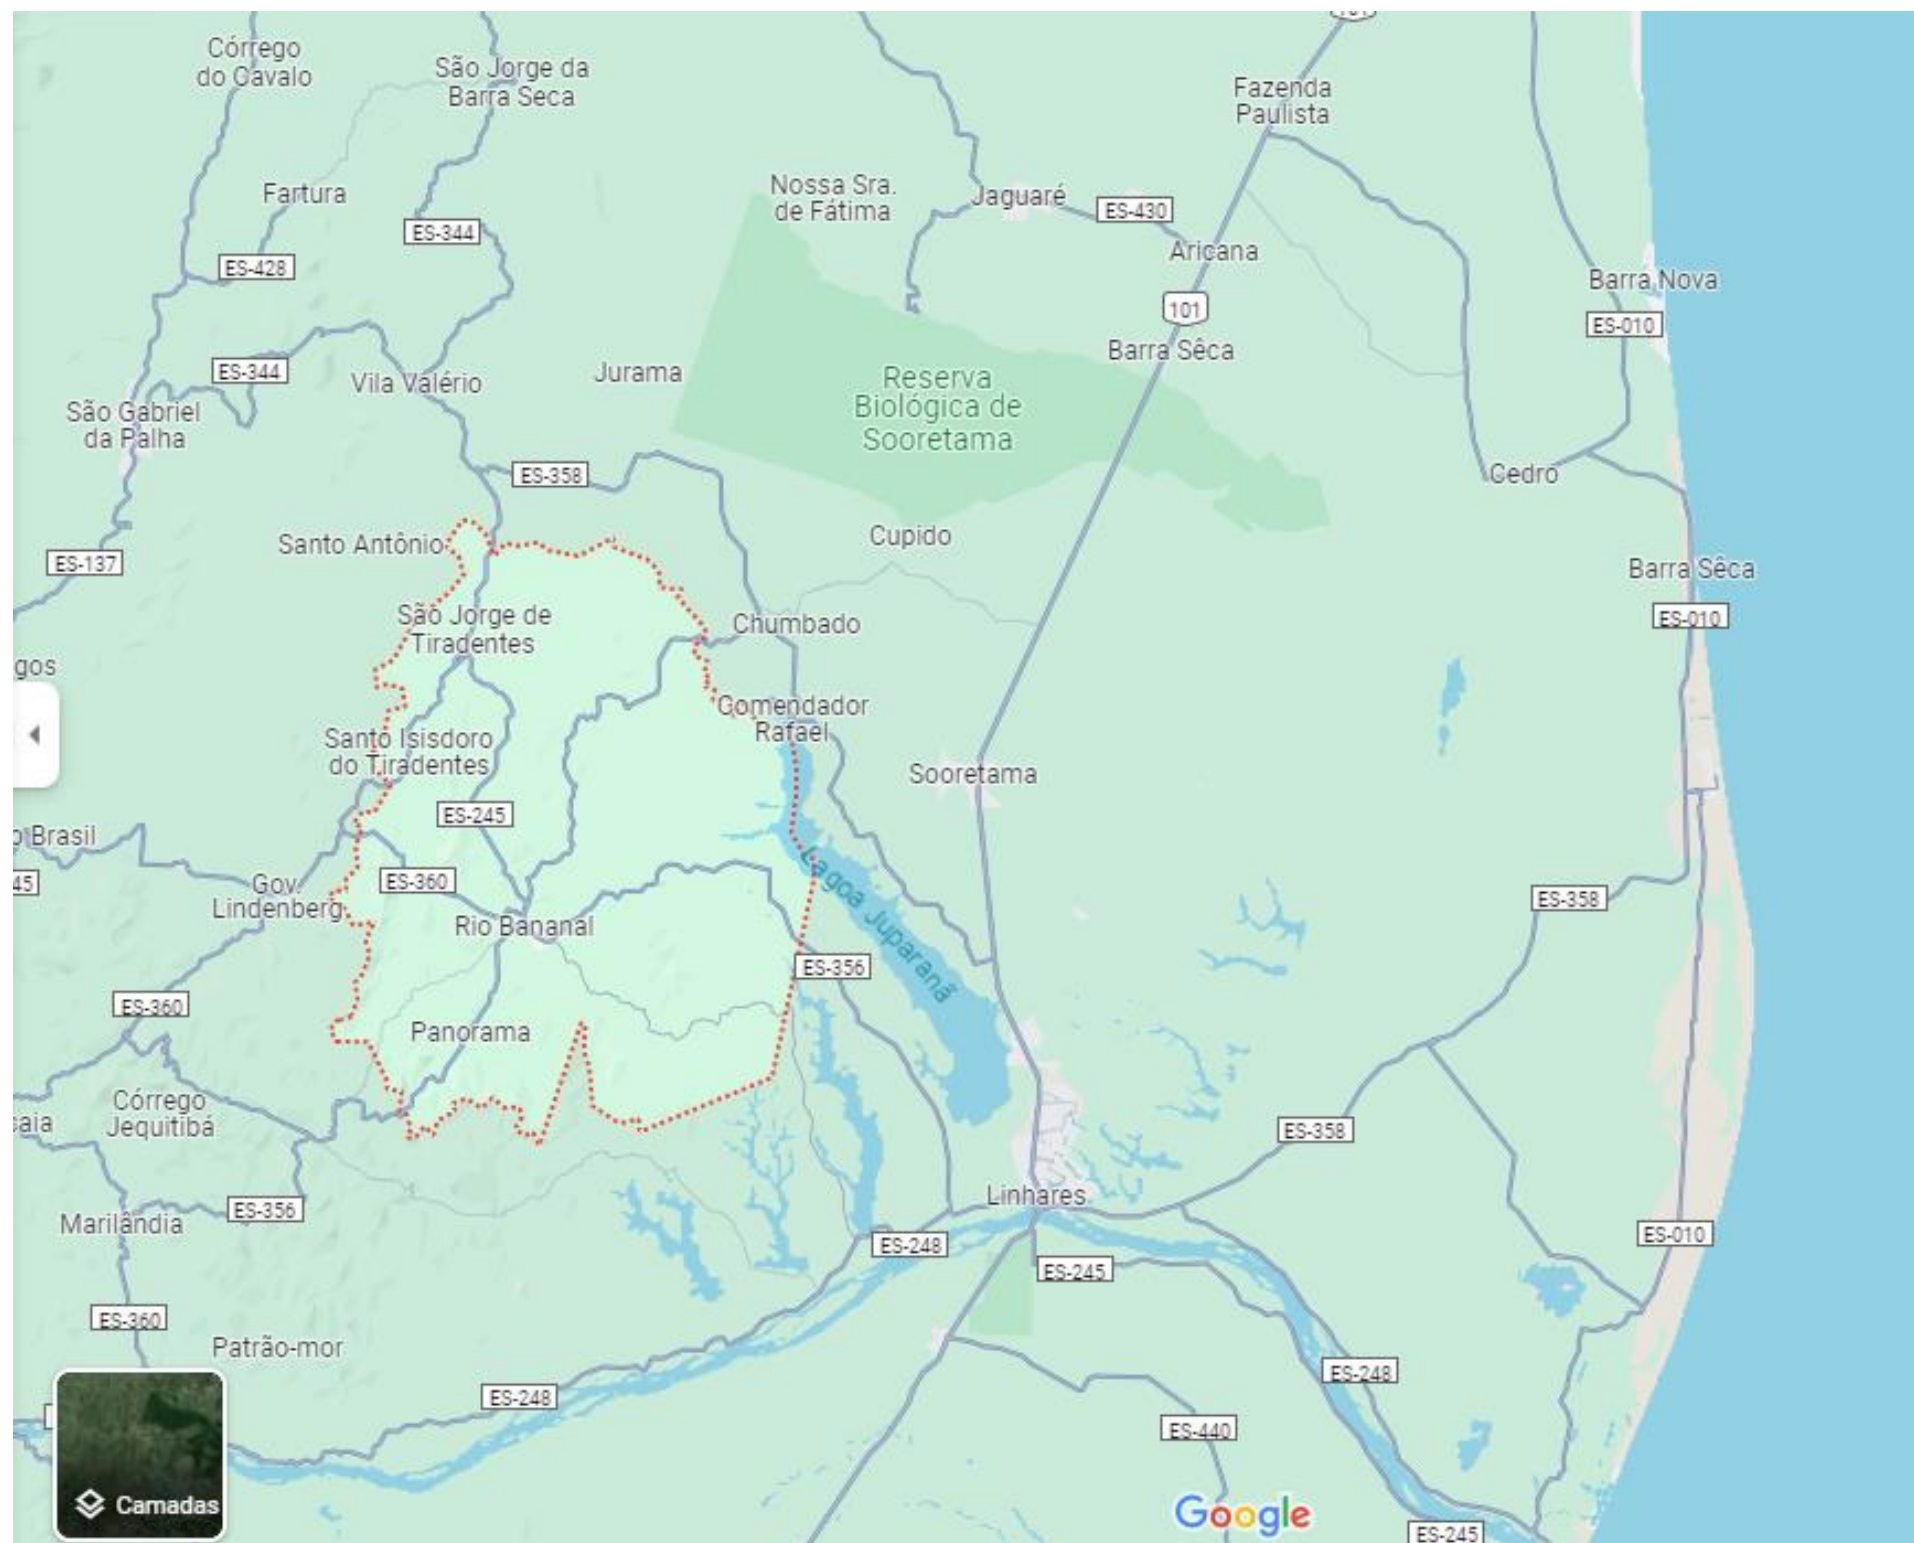 101
Córrego
do Cavalo
São Jorge da
Barra Seca
Fazenda
Paulista
Fartura
Nossa Sra.
de Fátima
Jaguaré
ES-430
ES-344
Aricana
ES-428
Barra Nova
101
ES-010
Barra Sêca
ES-344
Vila Valério
Jurama
Reserva
Biológica de
Sooretama
São Gabriel
da Palha
ES-358
Cedro
Santo Antônio
Cupido
ES-137
Barra Sêca
ES-010
São Jorge de
Tiradentes
Chumbado
gos
Comendador
Rafael
Santo Isisdoro
do Tiradentes
Sooretama
ES-245
o Brasil
45
ES-360
Gov.
Lindenberg
Lagoa Juparanã
ES-358
Rio Bananal
ES-356
ES-360
Panorama
Córrego
Jequitibá
saia
ES-358
Linhares
ES-356
Marilândia
ES-248
ES-010
ES-245
ES-360
Patrão-mor
ES-248
ES-248
ES-440
Camadas
Google
ES-245